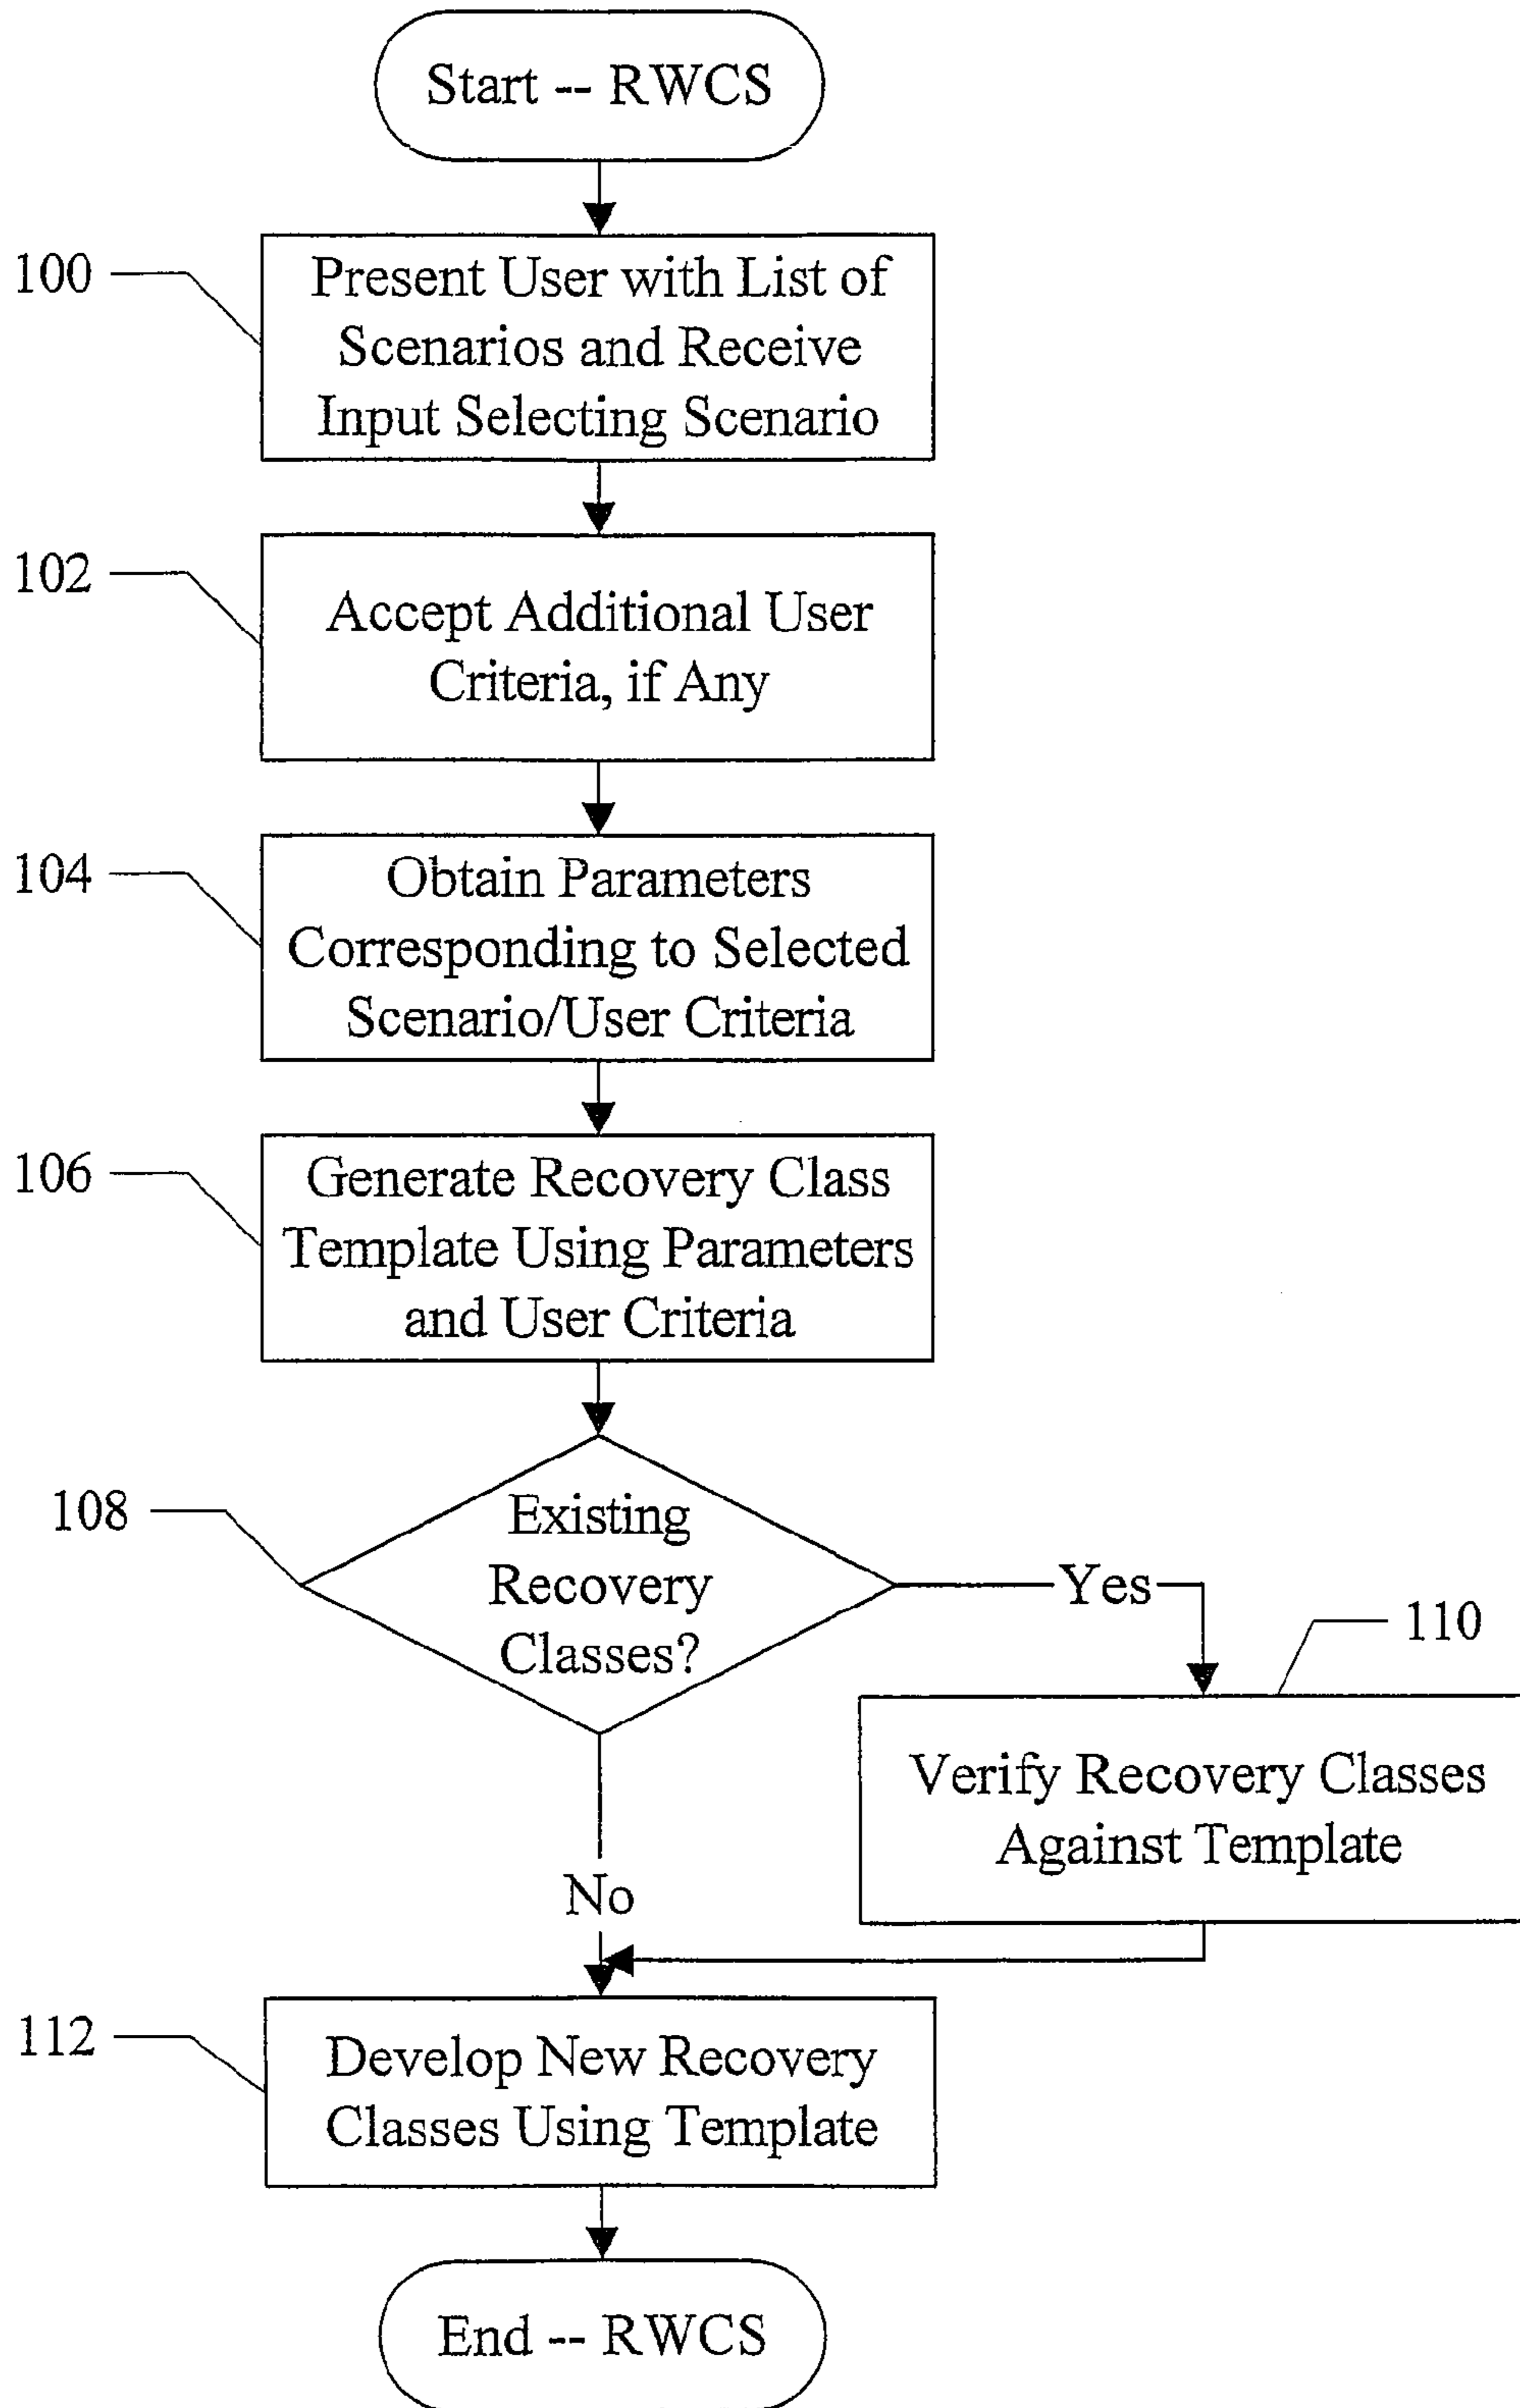 Start -- RWCS
100
Present User with List of
Scenarios and Receive
Input Selecting Scenario
102
Accept Additional User
Criteria, if Any
104
Obtain Parameters
Corresponding to Selected
Scenario/User Criteria
106
Generate Recovery Class
Template Using Parameters
and User Criteria
108
Existing
Recovery
Classes?
Yes
110
Verify Recovery Classes
Against Template
No
112
Develop New Recovery
Classes Using Template
End -- RWCS